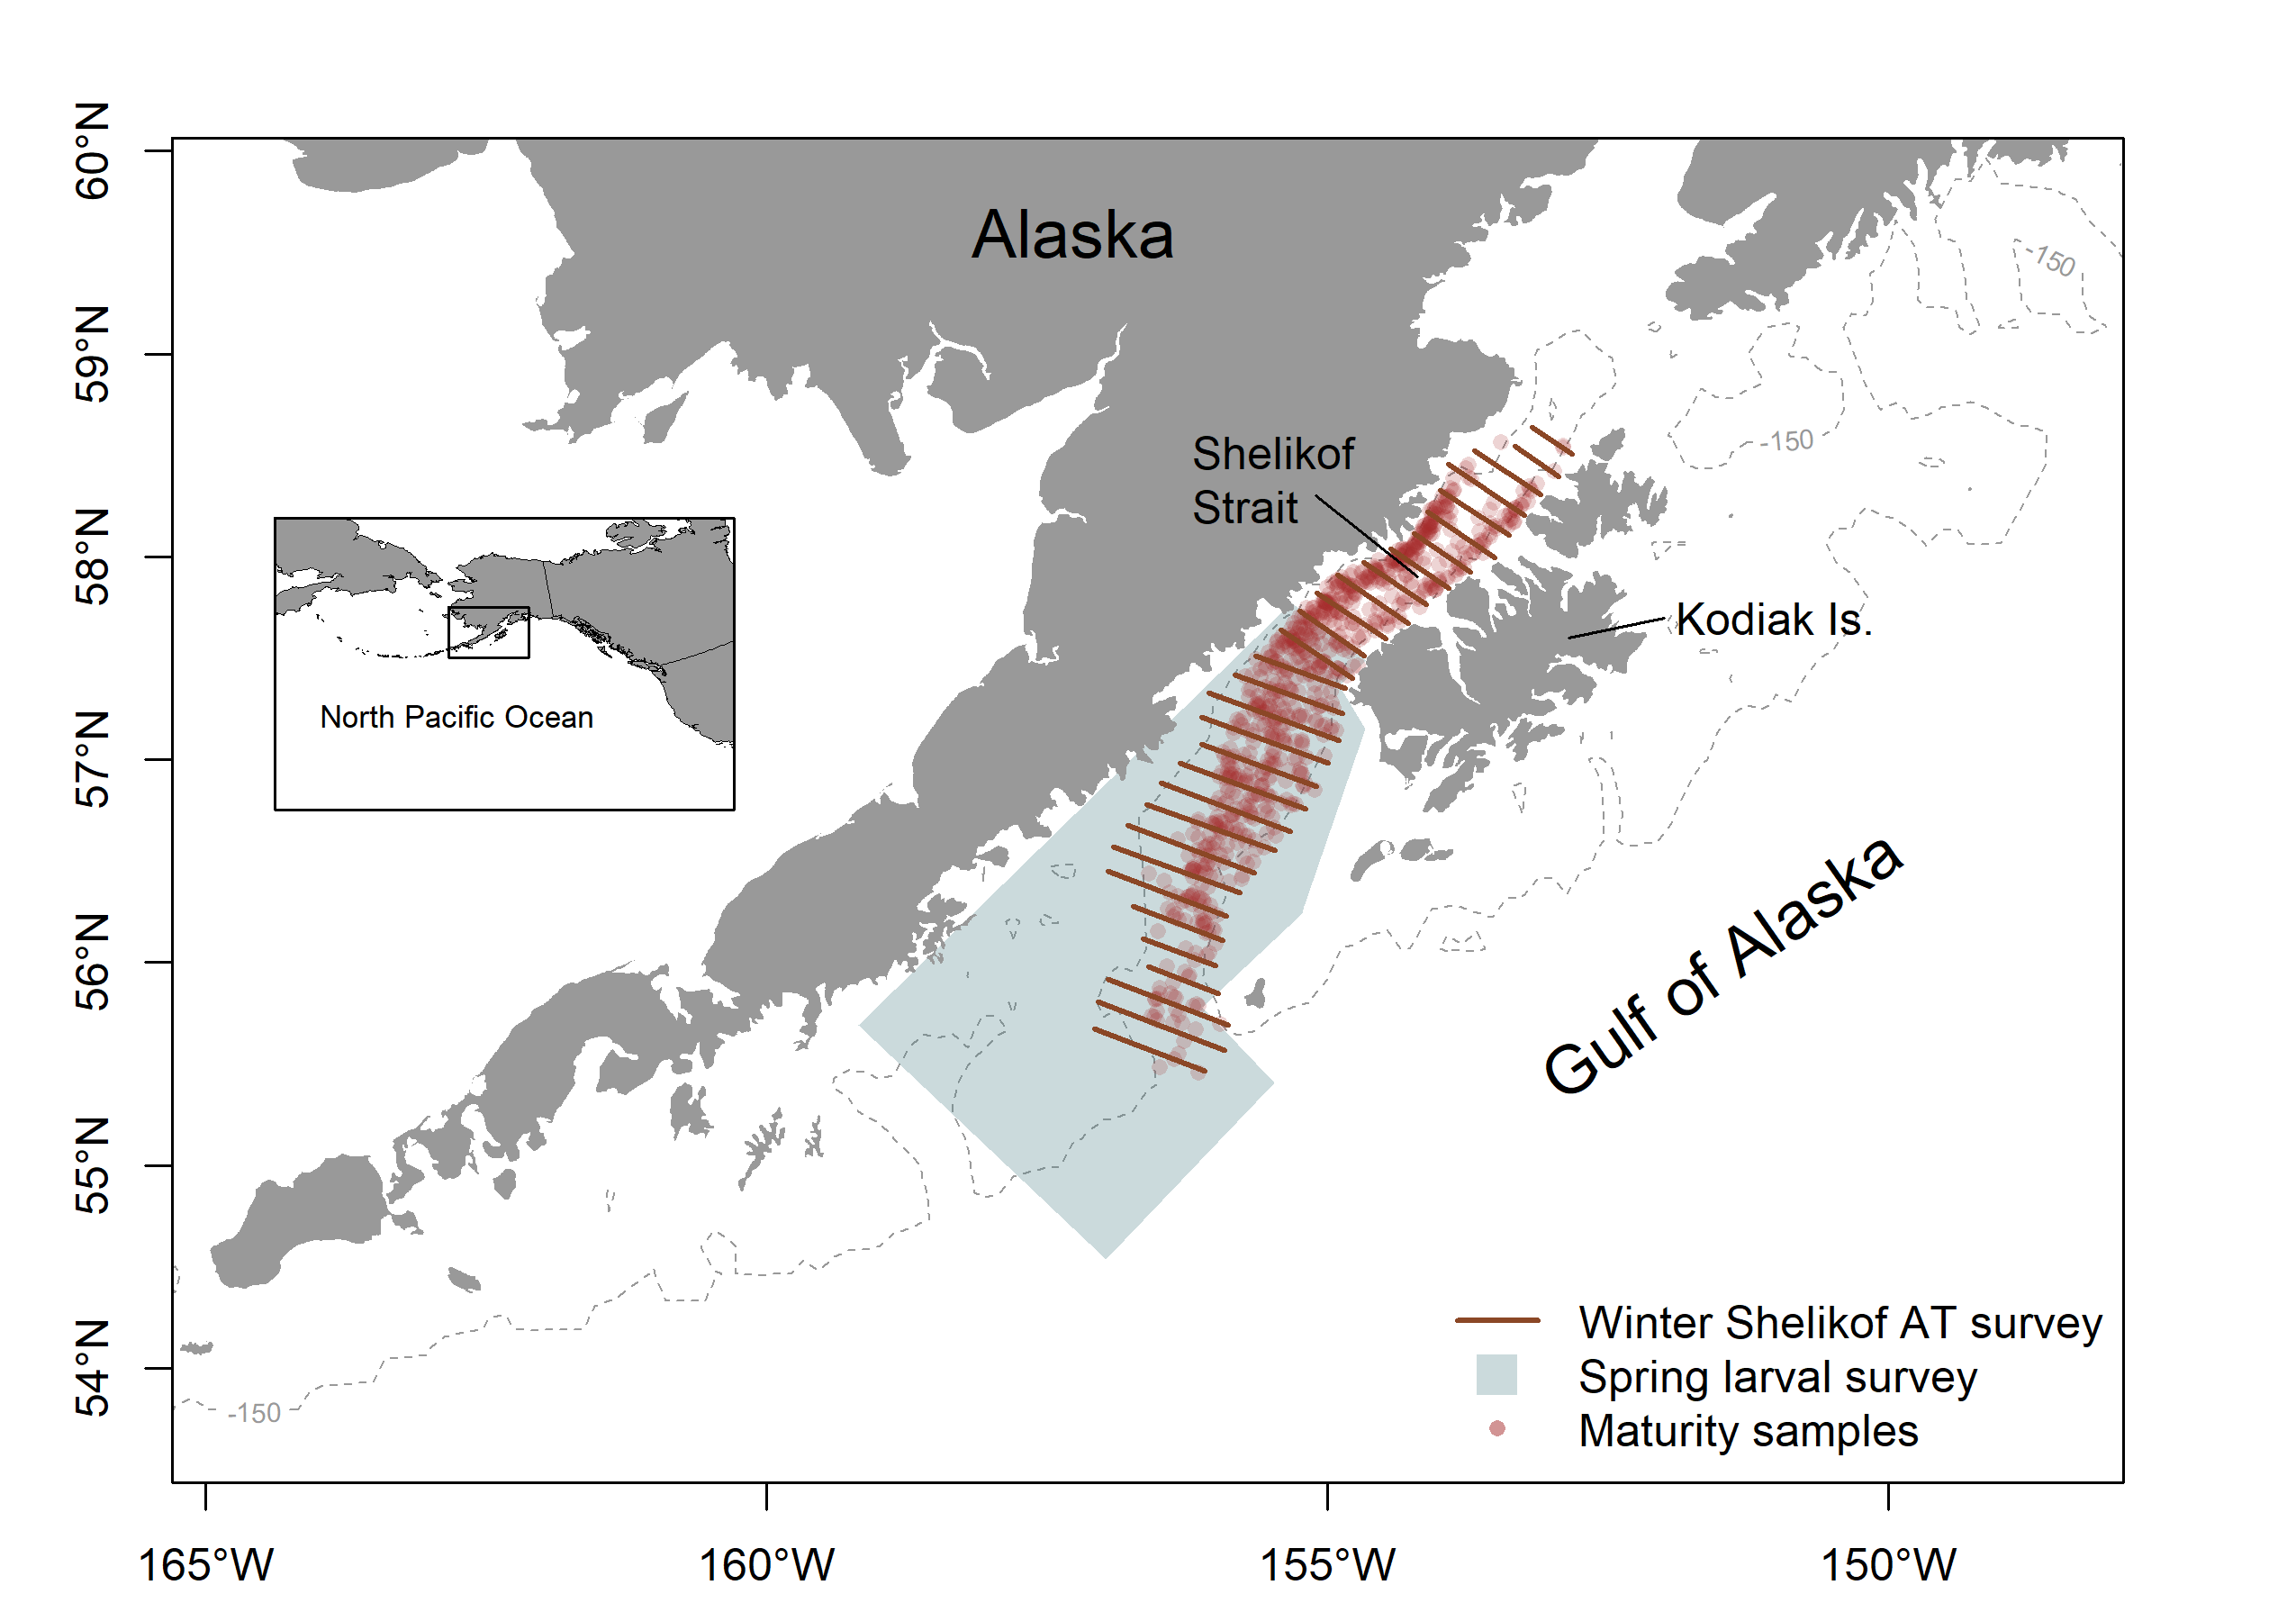 60°N
59°N
58°N
57°N
56°N
55°N
54°N
Alaska
-150
-150
Shelikof
Strait
Kodiak Is.
North Pacific Ocean
Gulf of Alaska
Winter Shelikof AT survey
Spring larval survey
Maturity samples
-150
165°W
160°W
155°W
150°W